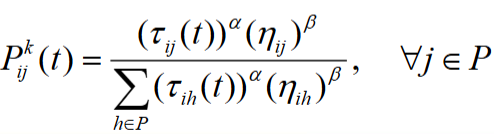 $$P_{ij}^{k}(t) = \frac{(\tau_{ij}(t))^{\alpha}(\eta_{ij})^{\beta}}{\sum_{h \in P}(\tau_{ih}(t))^{\alpha}(\eta_{ih})^{\beta}}, \quad \forall j \in P$$